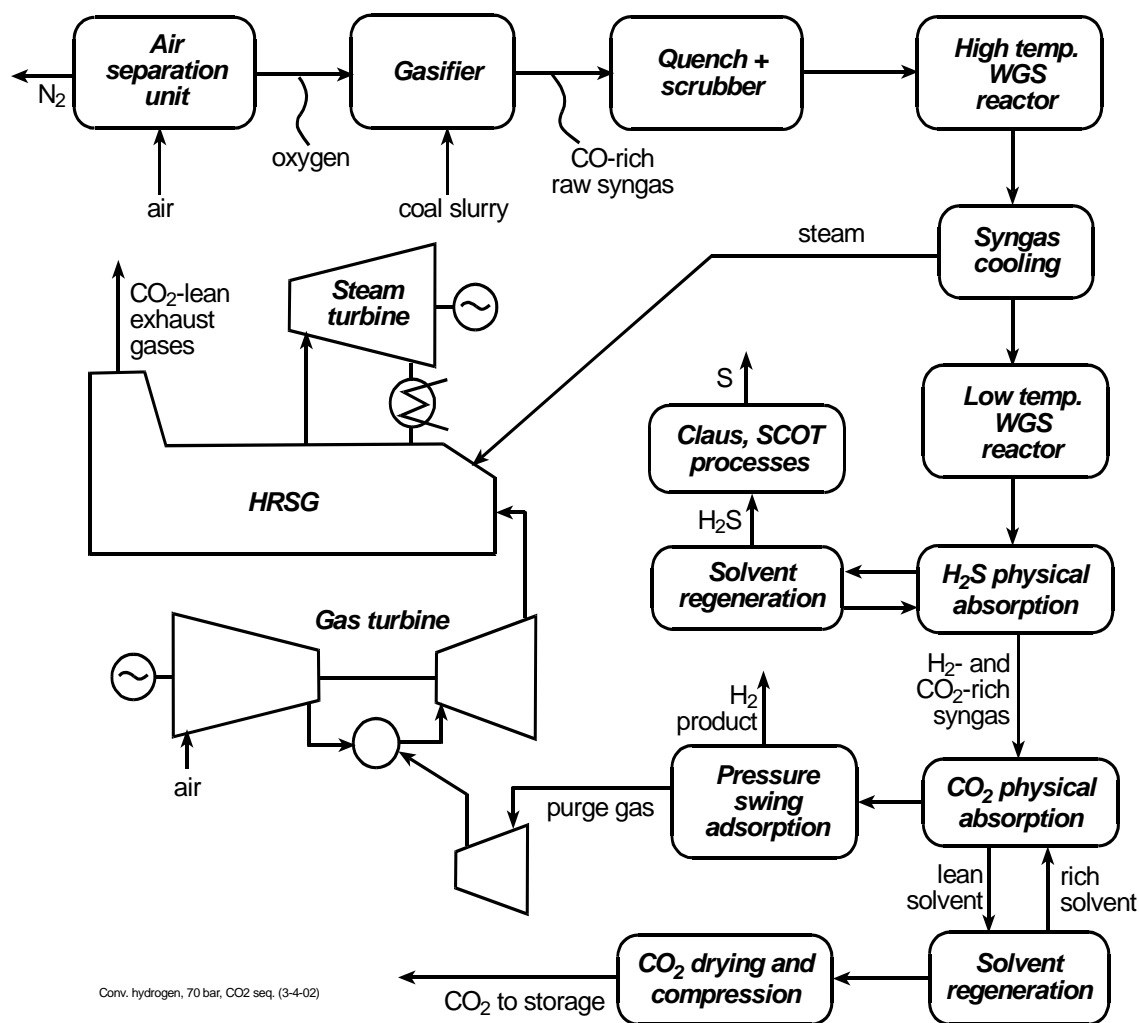 Air
separation
unit
Gasifier
Quench +
scrubber
High temp.
WGS
reactor
N₂
oxygen
CO-rich
raw syngas
air
coal slurry
steam
Syngas
cooling
CO₂-lean
exhaust
gases
Steam
turbine
S
Low temp.
WGS
reactor
Claus, SCOT
processes
HRSG
H₂S
Solvent
regeneration
H₂S physical
absorption
Gas turbine
H₂- and
CO₂-rich
syngas
H₂
product
air
purge gas
Pressure
swing
adsorption
CO₂ physical
absorption
lean
solvent
rich
solvent
CO₂ drying and
compression
Solvent
regeneration
CO₂ to storage
Conv. hydrogen, 70 bar, CO2 seq. (3-4-02)